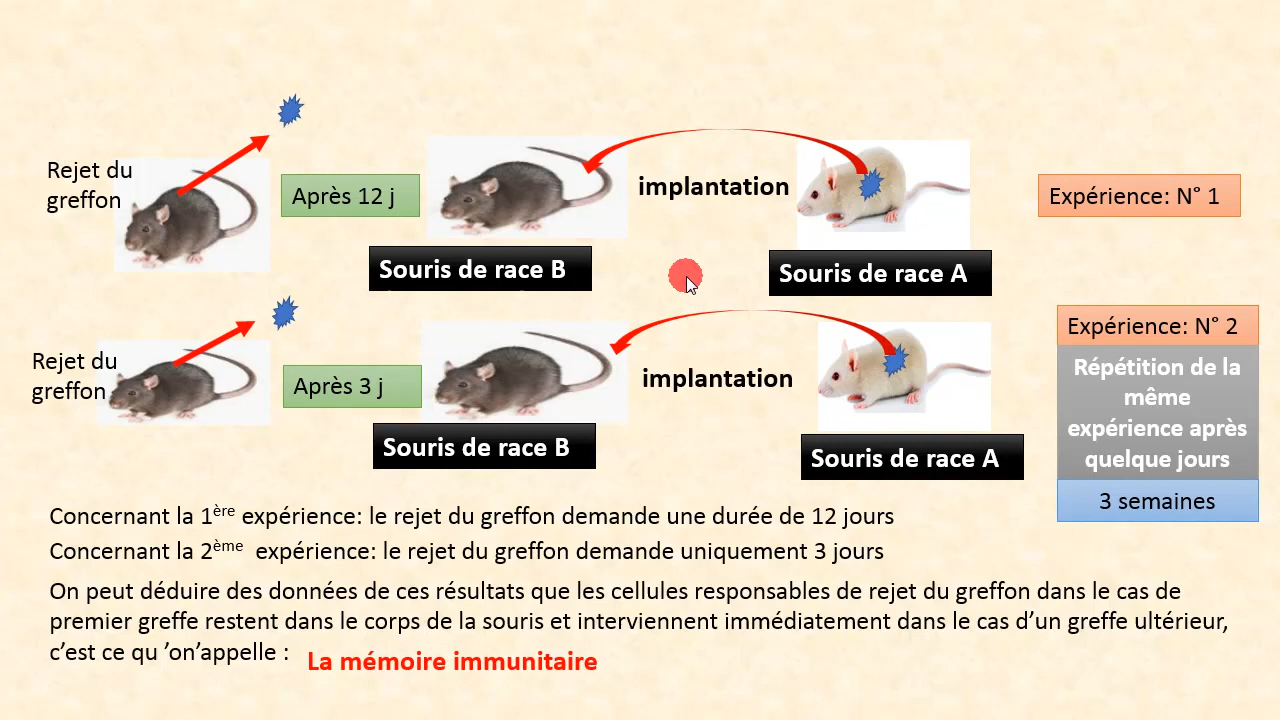 Rejet du
greffon
Après 12 j
implantation
Expérience: N° 1
Souris de race B
Souris de race A
Rejet du
greffon
Après 3 j
implantation
Expérience: N° 2
Répétition de la
même
expérience après
quelque jours
3 semaines
Souris de race B
Souris de race A
Concernant la 1ère expérience: le rejet du greffon demande une durée de 12 jours
Concernant la 2ème expérience: le rejet du greffon demande uniquement 3 jours
On peut déduire des données de ces résultats que les cellules responsables de rejet du greffon dans le cas de
premier greffe restent dans le corps de la souris et interviennent immédiatement dans le cas d’un greffe ultérieur,
c’est ce qu ’on’appelle : La mémoire immunitaire